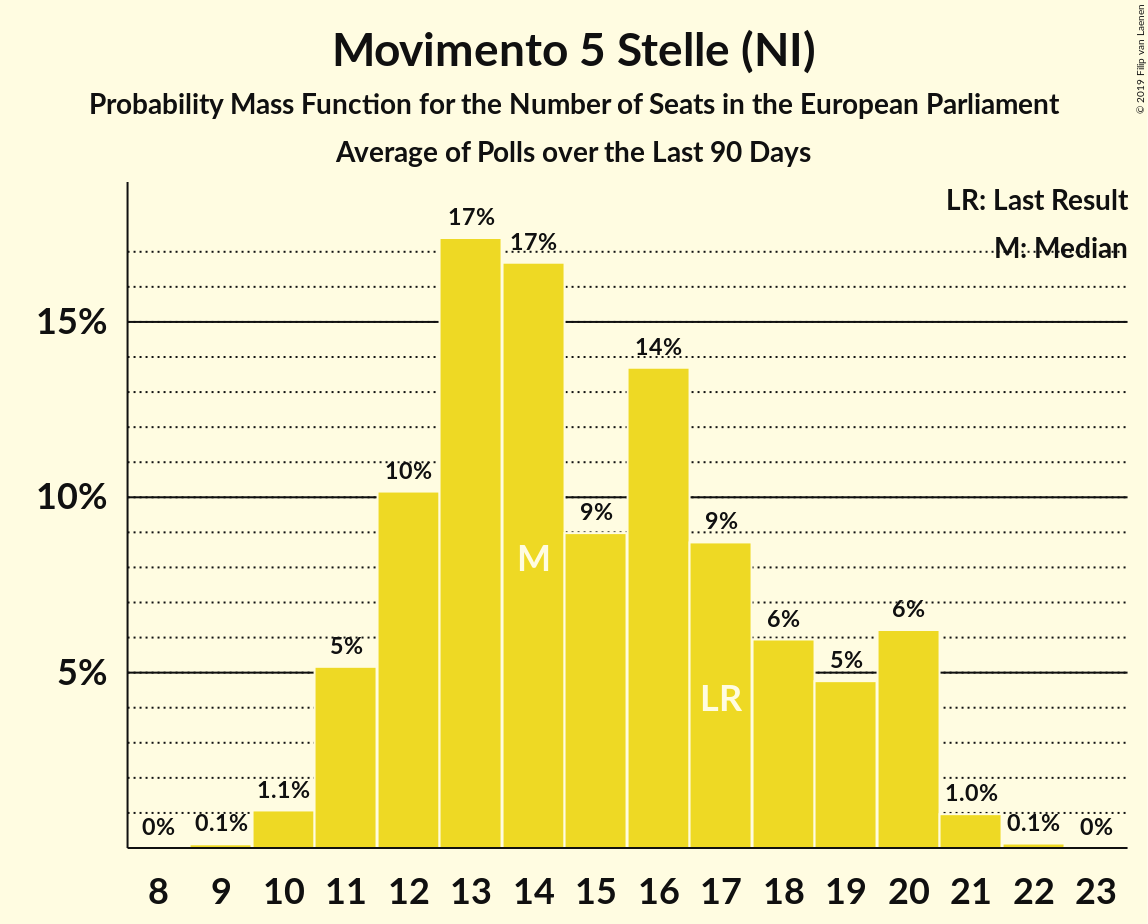 Movimento 5 Stelle (NI)
Probability Mass Function for the Number of Seats in the European Parliament
Average of Polls over the Last 90 Days
© 2019 Filip van Laenen
LR: Last Result
M: Median
15%
10%
5%
0%
0.1%
1.1%
5%
10%
17%
17%
9%
14%
9%
6%
5%
6%
1.0%
0.1%
0%
M
LR
8 9 10 11 12 13 14 15 16 17 18 19 20 21 22 23